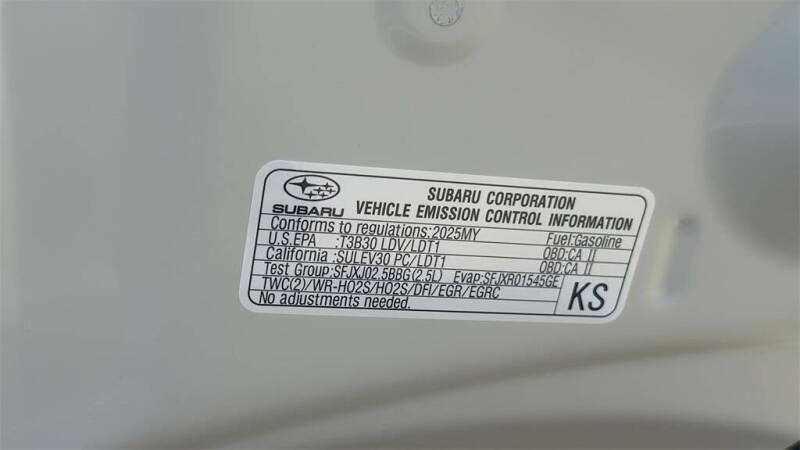 SUBARU
SUBARU CORPORATION
VEHICLE EMISSION CONTROL INFORMATION
Conforms to regulations:2025MY Fuel:Gasoline
U.S.EPA :T3B30 LDV/LDT1 OBD:CA II
California :SULEV30 PC/LDT1 OBD:CA II
Test Group:SFJXJ02.5BBG(2.5L) Evap:SFJXR01545GE
TWC(2)/WR-HO2S/HO2S/DFI/EGR/EGRC
No adjustments needed.
KS